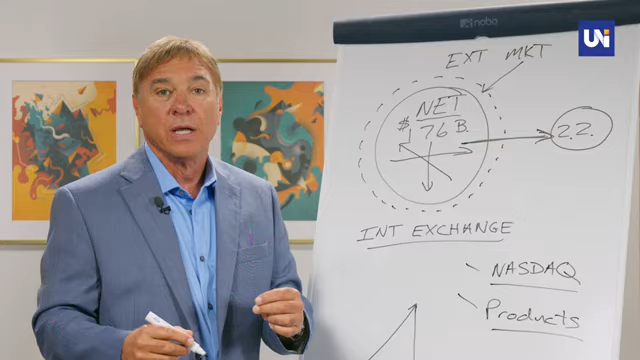 nobo
UNi
EXT MKT
NET
$176 B.
2.2.
INT EXCHANGE
\ NASDAQ
\ Products